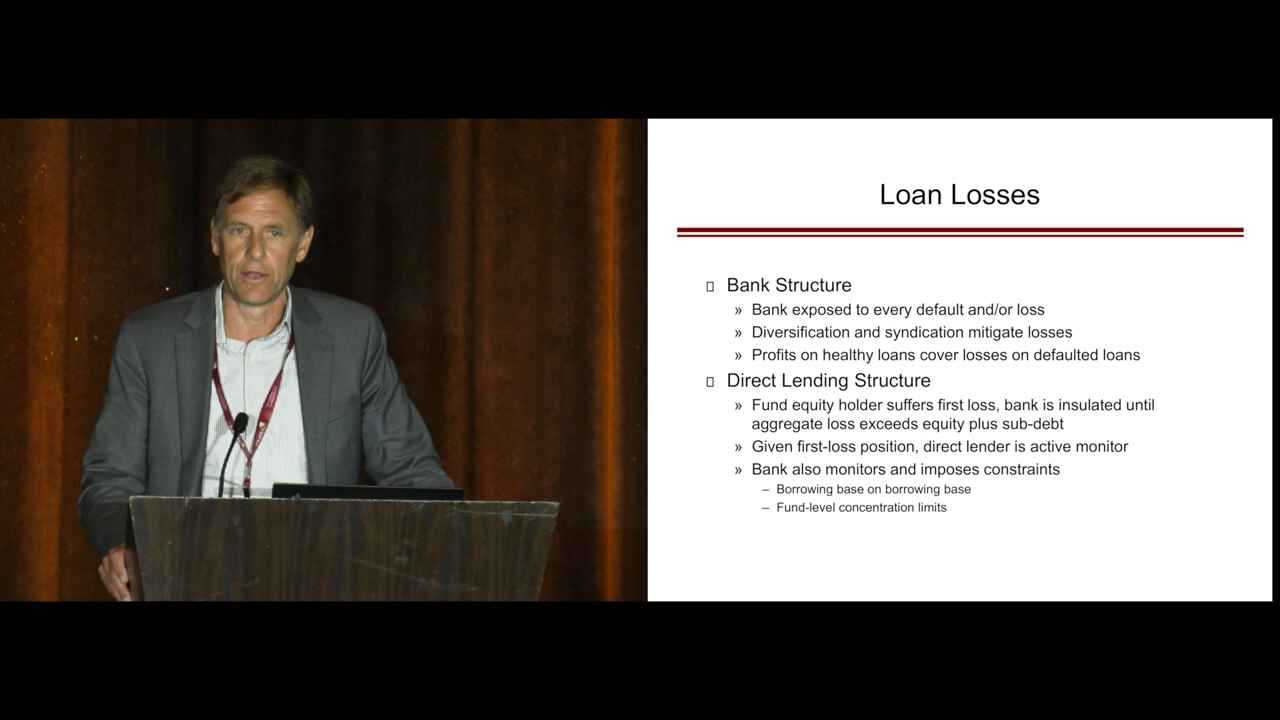 Loan Losses
Bank Structure
» Bank exposed to every default and/or loss
» Diversification and syndication mitigate losses
» Profits on healthy loans cover losses on defaulted loans
Direct Lending Structure
» Fund equity holder suffers first loss, bank is insulated until
aggregate loss exceeds equity plus sub-debt
» Given first-loss position, direct lender is active monitor
» Bank also monitors and imposes constraints
– Borrowing base on borrowing base
– Fund-level concentration limits